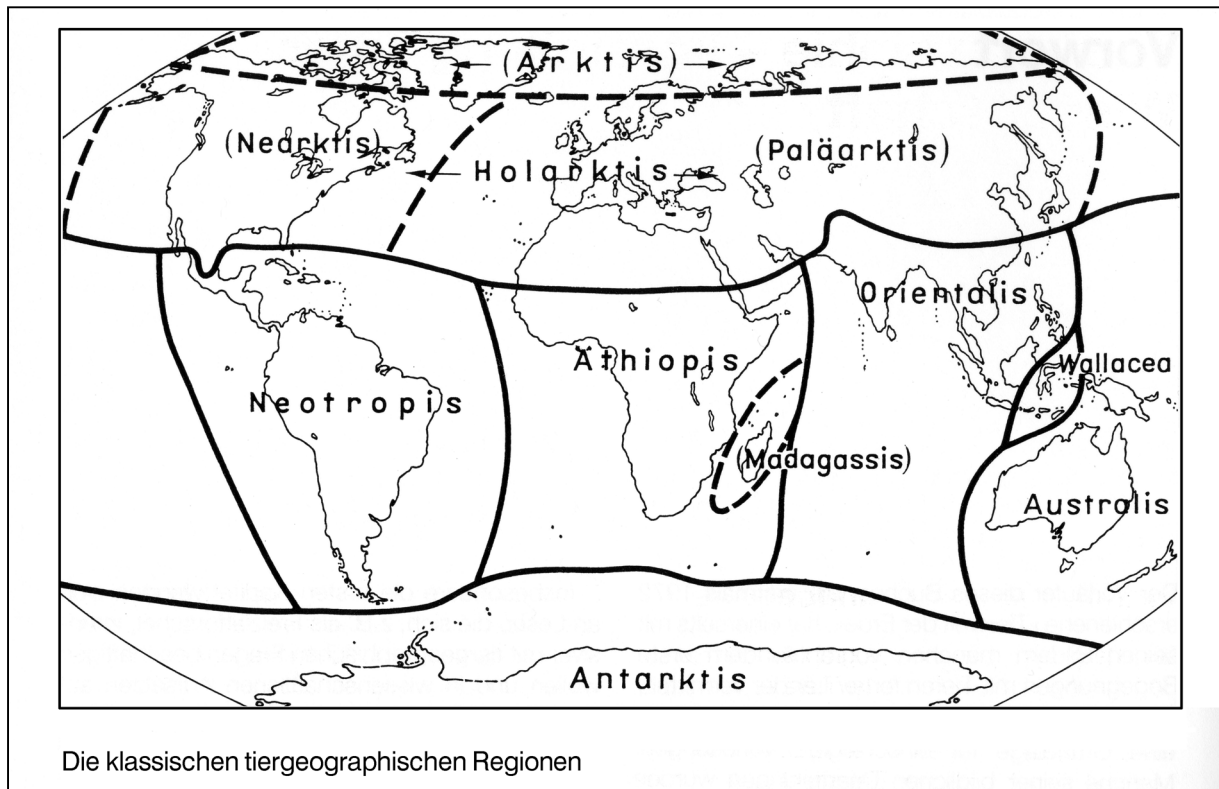 (Arktis)
(Nearktis)
(Paläarktis)
Holarktis
Orientalis
Äthiopis
Wallacea
Neotropis
(Madagassis)
Australis
Antarktis
Die klassischen tiergeographischen Regionen